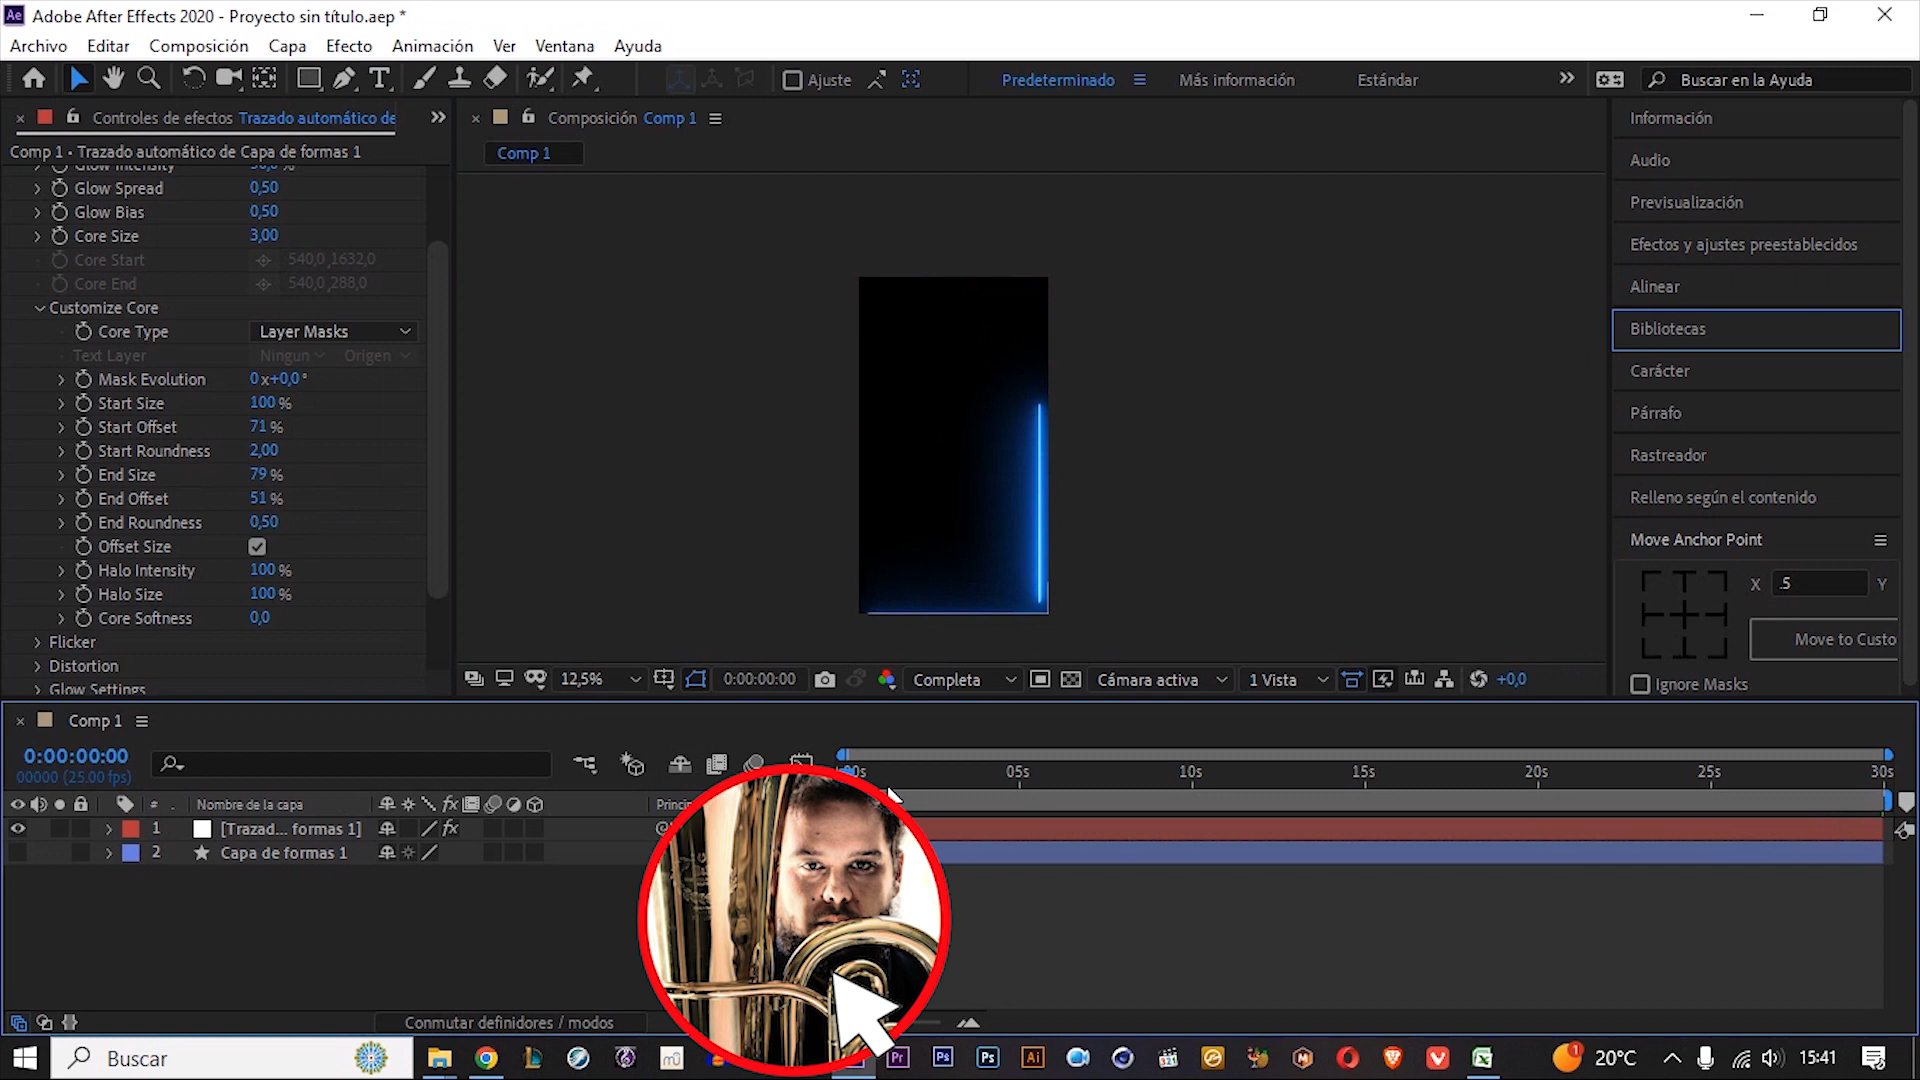 Adobe After Effects 2020 - Proyecto sin título.aep *
Archivo Editar Composición Capa Efecto Animación Ver Ventana Ayuda
Ajuste Predeterminado Más información Estándar Buscar en la Ayuda
Controles de efectos Trazado automático de
Comp 1 · Trazado automático de Capa de formas 1
Glow Intensity
Glow Spread 0,50
Glow Bias 0,50
Core Size 3,00
Core Start 540,0,1632,0
Core End 540,0,288,0
Customize Core
Core Type Layer Masks
Text Layer Ningun Origen
Mask Evolution 0x+0,0°
Start Size 100 %
Start Offset 71 %
Start Roundness 2,00
End Size 79 %
End Offset 51 %
End Roundness 0,50
Offset Size
Halo Intensity 100 %
Halo Size 100 %
Core Softness 0,0
Flicker
Distortion
Glow Settings
Composición Comp 1
Comp 1
12,5% 0:00:00:00 Completa Cámara activa 1 Vista +0,0
Información
Audio
Previsualización
Efectos y ajustes preestablecidos
Alinear
Bibliotecas
Carácter
Párrafo
Rastreador
Relleno según el contenido
Move Anchor Point
X .5 Y
Move to Custo
Ignore Masks
Comp 1
0:00:00:00
00000 (25.00 fps)
00s 05s 10s 15s 20s 25s 30s
# Nombre de la capa Princip
1 [Trazad... formas 1]
2 Capa de formas 1
Conmutar definidores / modos
Buscar
20°C 15:41